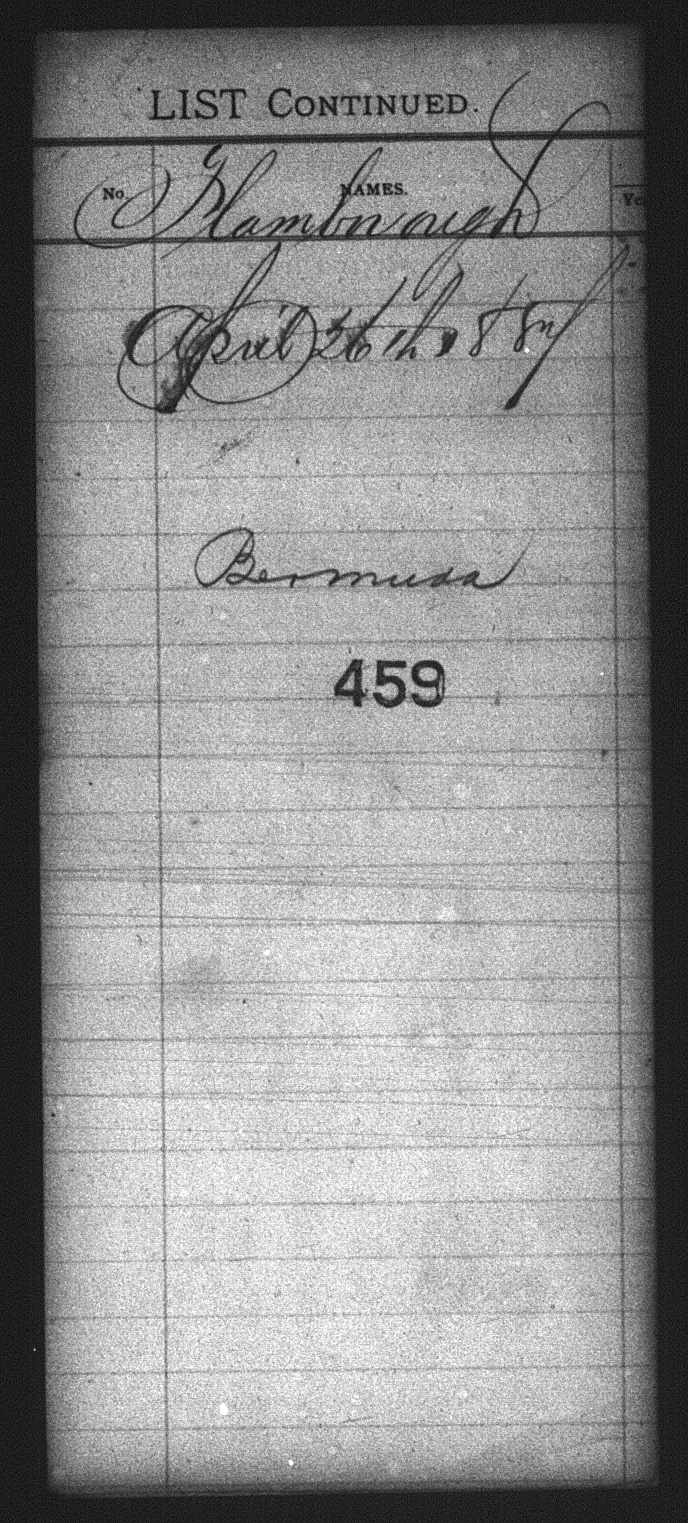 LIST CONTINUED.
No. NAMES.
Flamborough
April 26th 1887
Bermuda
459